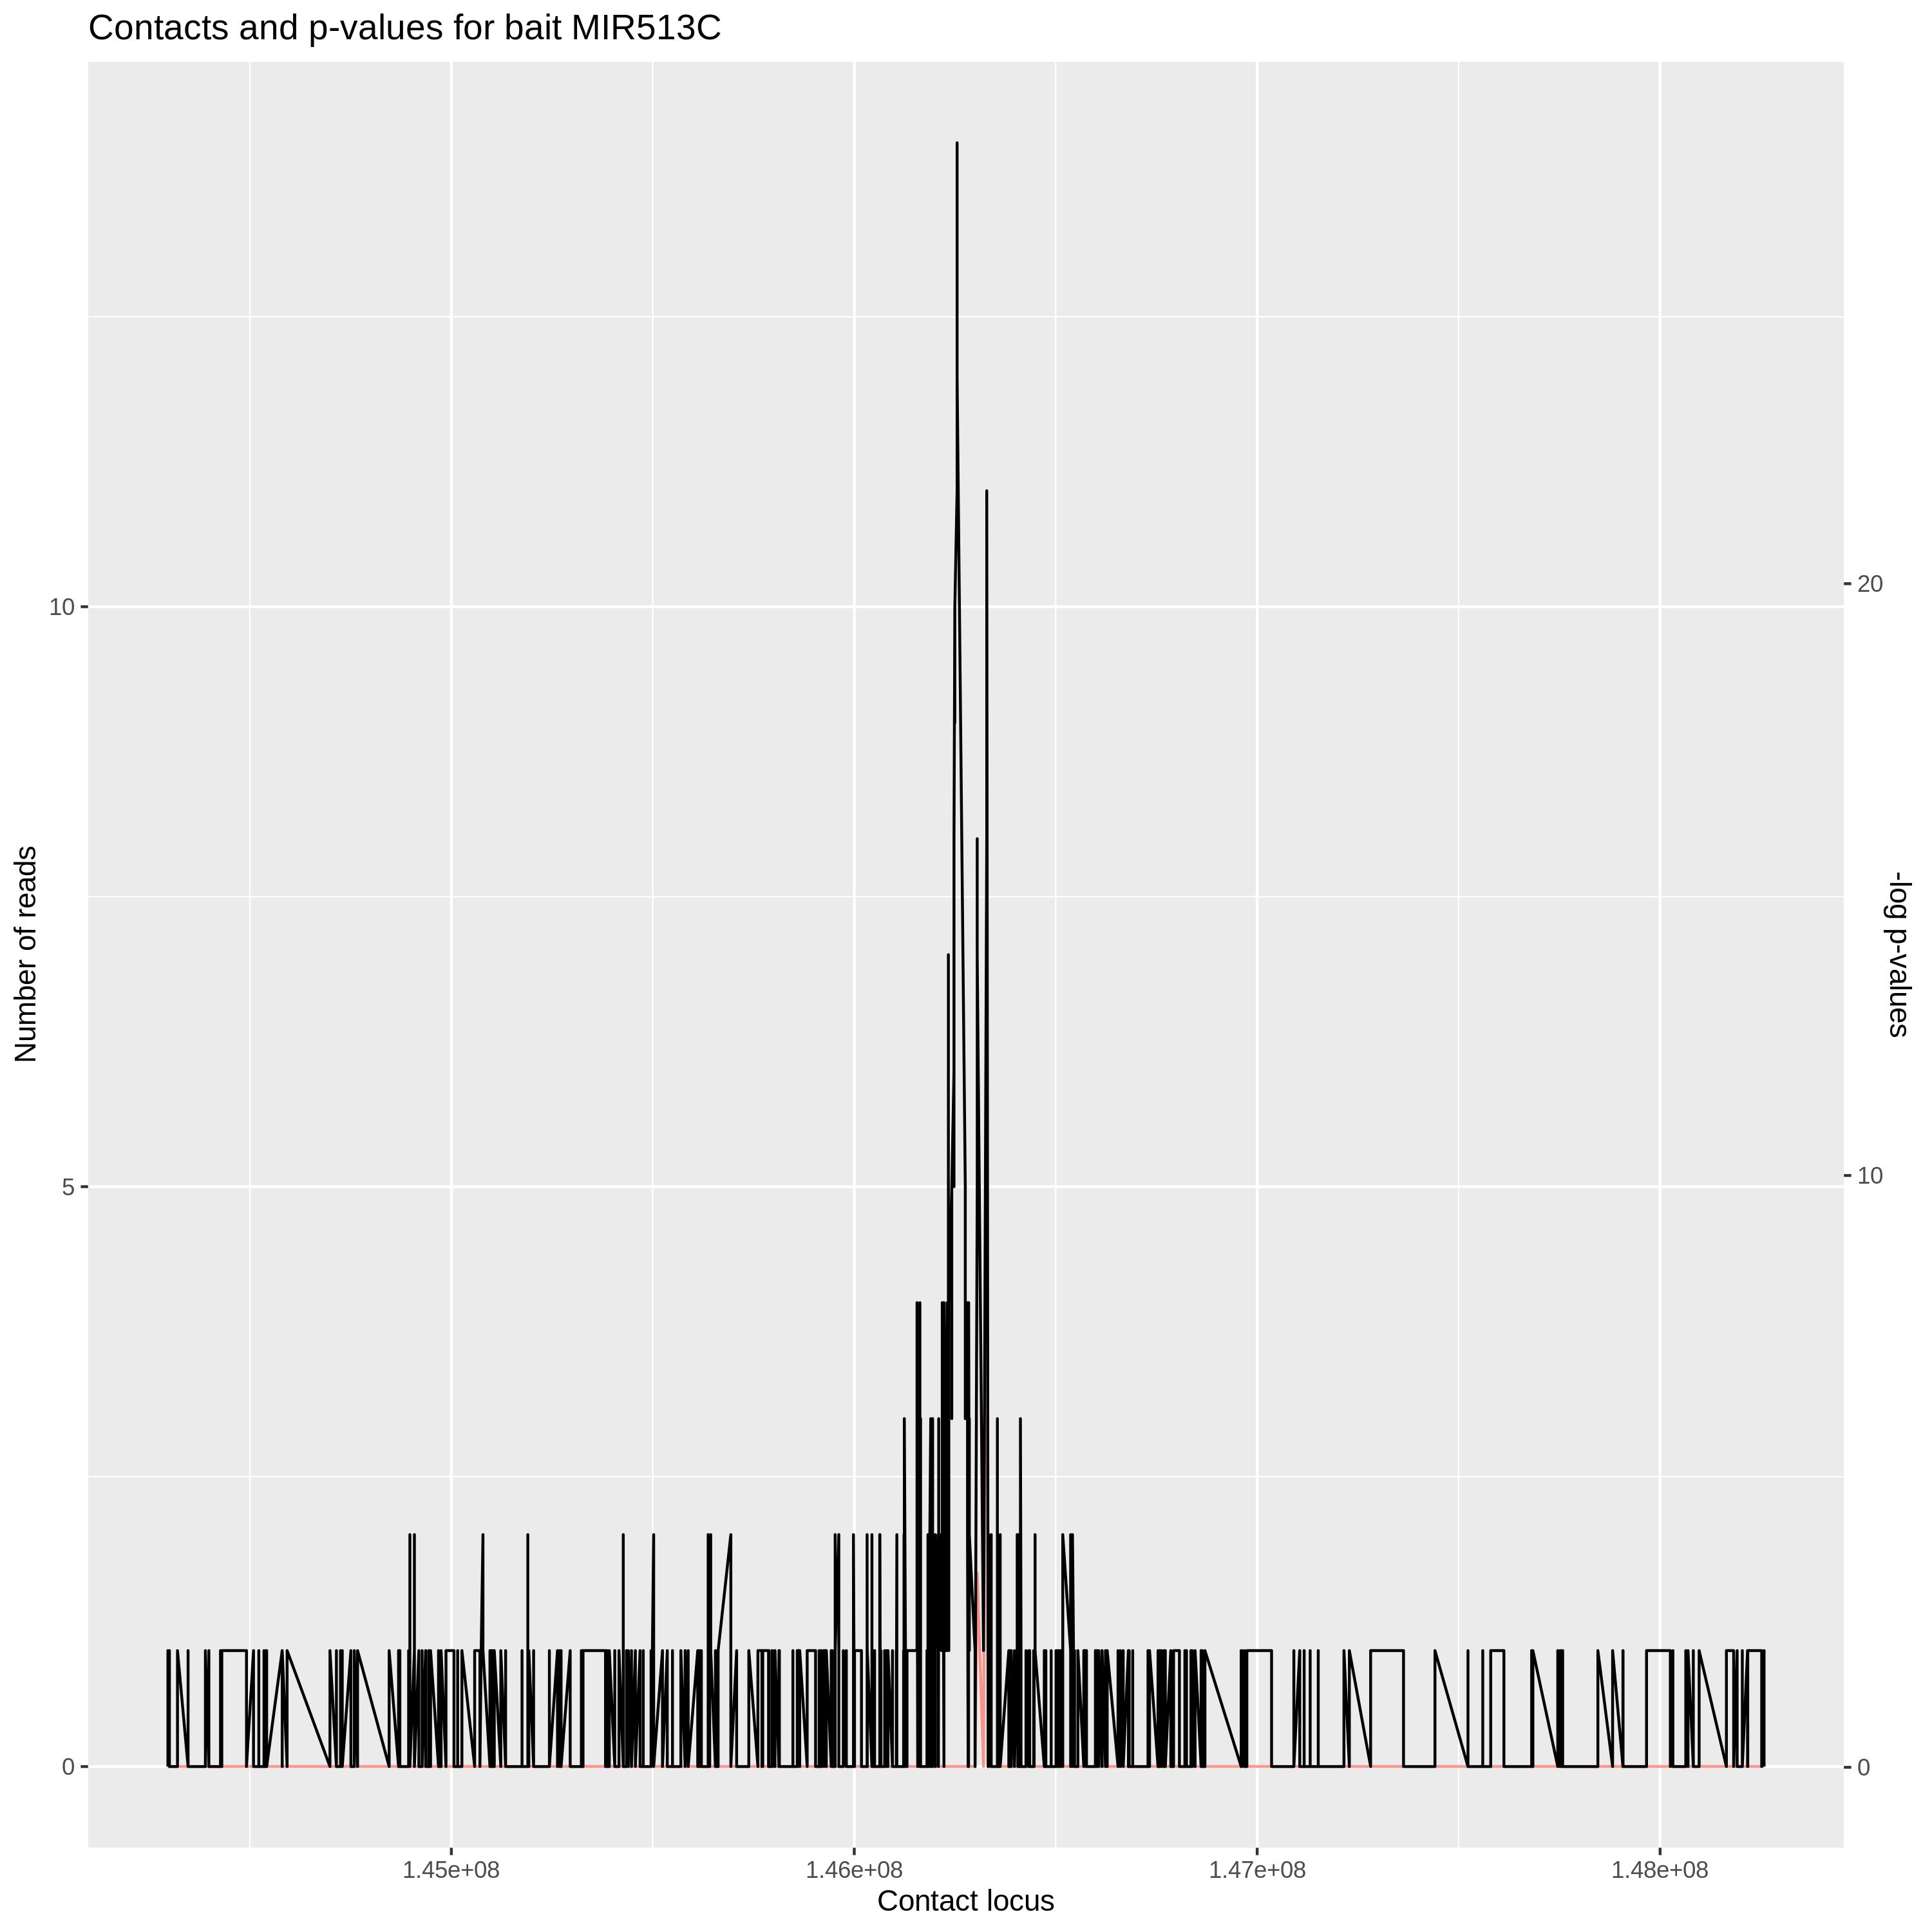 Contacts and p-values for bait MIR513C
10
5
0
Number of reads
20
10
0
-log p-values
1.45e+08 1.46e+08 1.47e+08 1.48e+08
Contact locus